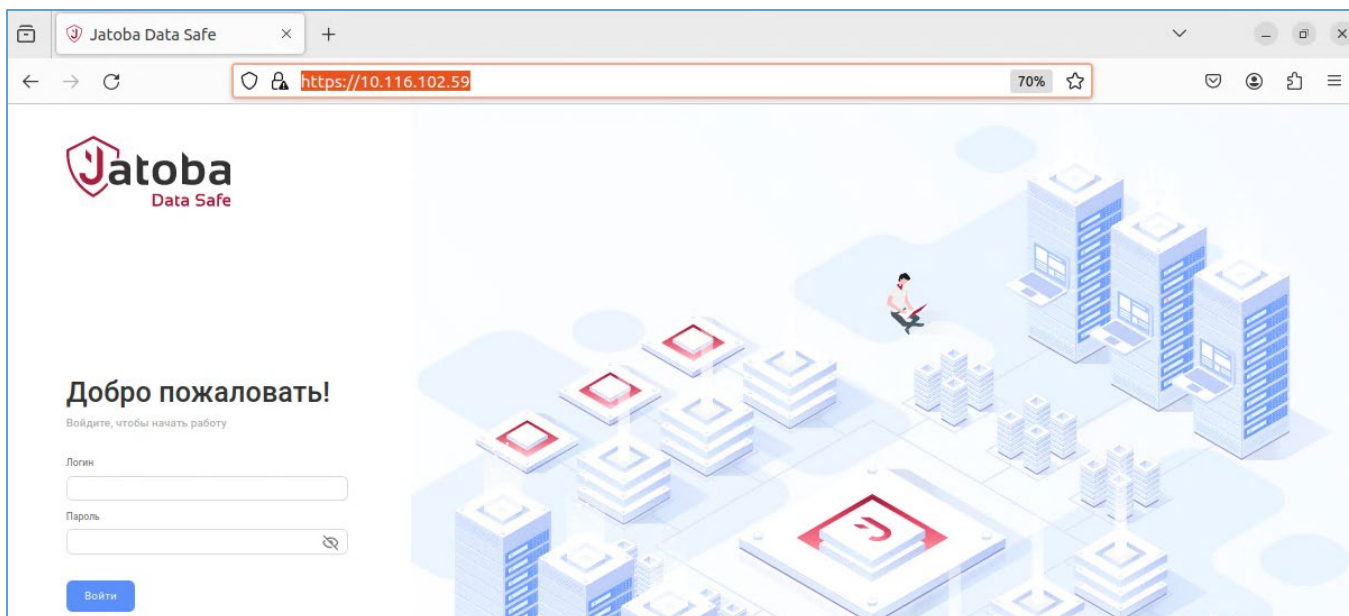 Jatoba Data Safe
https://10.116.102.59
70%
Jatoba
Data Safe
Добро пожаловать!
Войдите, чтобы начать работу
Логин
Пароль
Войти